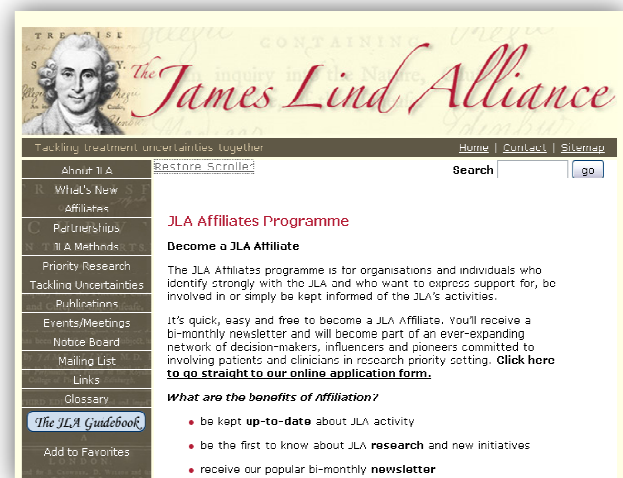 The James Lind Alliance
Tackling treatment uncertainties together
Home | Contact | Sitemap
Restore Scroller
Search
go
About JLA
What's New
Affiliates
Partnerships
JLA Methods
Priority Research
Tackling Uncertainties
Publications
Events/Meetings
Notice Board
Mailing List
Links
Glossary
The JLA Guidebook
Add to Favorites
JLA Affiliates Programme
Become a JLA Affiliate
The JLA Affiliates programme is for organisations and individuals who
identify strongly with the JLA and who want to express support for, be
involved in or simply be kept informed of the JLA's activities.
It's quick, easy and free to become a JLA Affiliate. You'll receive a
bi-monthly newsletter and will become part of an ever-expanding
network of decision-makers, influencers and pioneers committed to
involving patients and clinicians in research priority setting. Click here
to go straight to our online application form.
What are the benefits of Affiliation?
• be kept up-to-date about JLA activity
• be the first to know about JLA research and new initiatives
• receive our popular bi-monthly newsletter